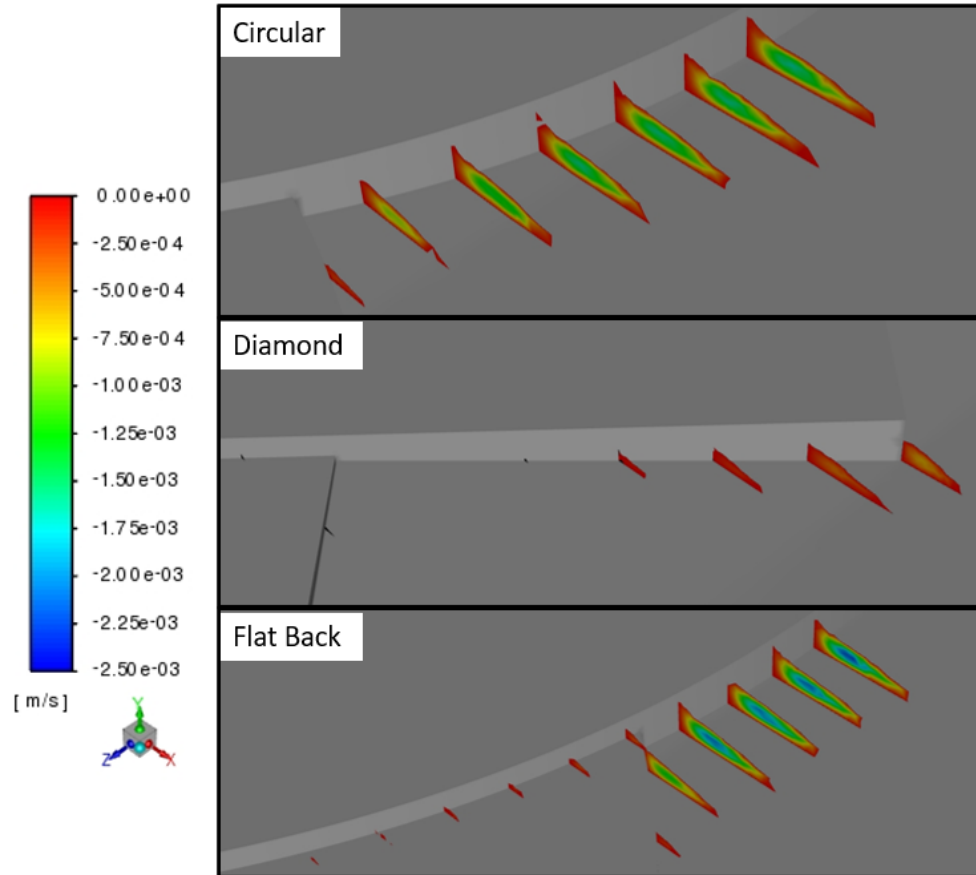 Circular
0.00e+00
-2.50e-04
-5.00e-04
-7.50e-04
-1.00e-03
-1.25e-03
-1.50e-03
-1.75e-03
-2.00e-03
-2.25e-03
-2.50e-03
[ m/s ]
Y
Z
X
Diamond
Flat Back